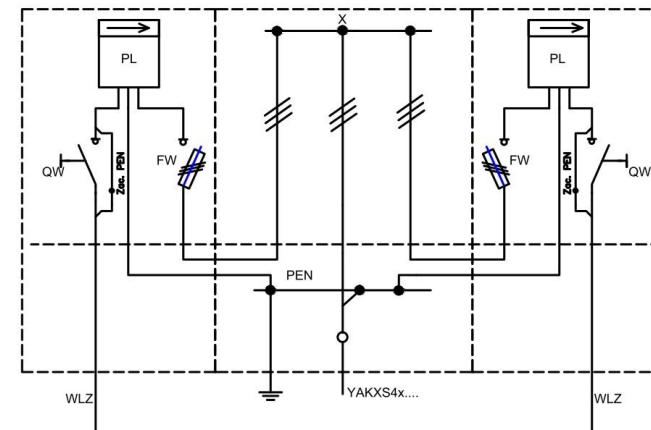 X
PL
PL
QW
Zac. PEN
FW
FW
Zac. PEN
QW
PEN
WLZ
YAKXS4x....
WLZ